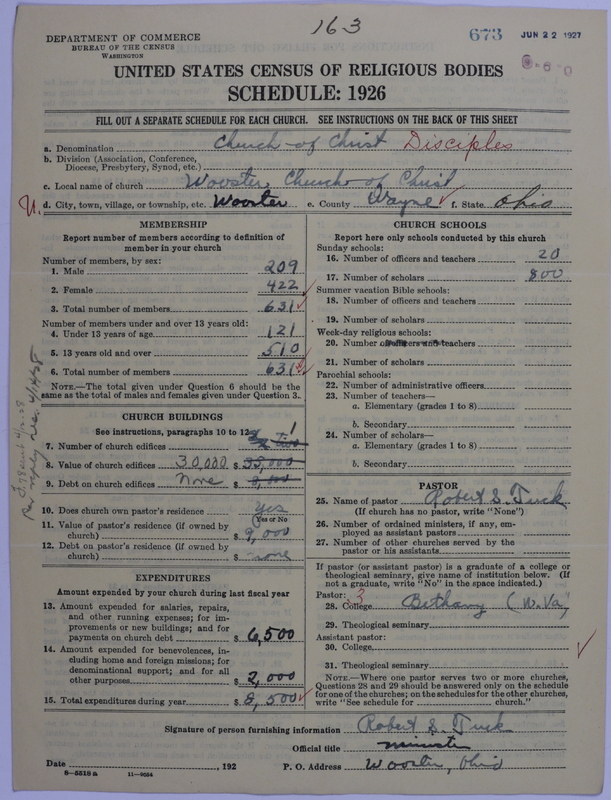 163
DEPARTMENT OF COMMERCE
BUREAU OF THE CENSUS
WASHINGTON
673 JUN 22 1927
UNITED STATES CENSUS OF RELIGIOUS BODIES
SCHEDULE: 1926
FILL OUT A SEPARATE SCHEDULE FOR EACH CHURCH. SEE INSTRUCTIONS ON THE BACK OF THIS SHEET
a. Denomination Church of Christ Disciples
b. Division (Association, Conference,
Diocese, Presbytery, Synod, etc.)
c. Local name of church Wooster Church of Christ
U. d. City, town, village, or township, etc. Wooster e. County Wayne f. State Ohio
MEMBERSHIP
Report number of members according to definition of
member in your church
Number of members, by sex:
1. Male 209
2. Female 422
3. Total number of members 631
Number of members under and over 13 years old:
4. Under 13 years of age 121
5. 13 years old and over 510
6. Total number of members 631
NOTE.—The total given under Question 6 should be the
same as the total of males and females given under Question 3.
CHURCH BUILDINGS
See instructions, paragraphs 10 to 12
7. Number of church edifices two 1
8. Value of church edifices 30,000 $ 38,000
9. Debt on church edifices none $ 8,000
10. Does church own pastor's residence Yes
(Yes or No)
11. Value of pastor's residence (if owned by
church) $ 9,000
12. Debt on pastor's residence (if owned by
church) $ none
EXPENDITURES
Amount expended by your church during last fiscal year
13. Amount expended for salaries, repairs,
and other running expenses; for im-
provements or new buildings; and for
payments on church debt $ 6,500
14. Amount expended for benevolences, in-
cluding home and foreign missions; for
denominational support; and for all
other purposes $ 2,000
15. Total expenditures during year $ 8,500
CHURCH SCHOOLS
Report here only schools conducted by this church
Sunday schools:
16. Number of officers and teachers 20
17. Number of scholars 800
Summer vacation Bible schools:
18. Number of officers and teachers
19. Number of scholars
Week-day religious schools:
20. Number of officers and teachers
21. Number of scholars
Parochial schools:
22. Number of administrative officers
23. Number of teachers—
a. Elementary (grades 1 to 8)
b. Secondary
24. Number of scholars—
a. Elementary (grades 1 to 8)
b. Secondary
PASTOR
25. Name of pastor Robert S. Tuck
(If church has no pastor, write "None")
26. Number of ordained ministers, if any, em-
ployed as assistant pastors
27. Number of other churches served by the
pastor or his assistants
If pastor (or assistant pastor) is a graduate of a college or
theological seminary, give name of institution below. (If
not a graduate, write "No" in the space indicated.)
Pastor:
28. College Bethany (W. Va)
29. Theological seminary
Assistant pastor:
30. College
31. Theological seminary
NOTE.—Where one pastor serves two or more churches,
Questions 28 and 29 should be answered only on the schedule
for one of the churches; on the schedules for the other churches,
write "See schedule for church."
Signature of person furnishing information Robert S. Tuck
Official title minister
Date , 192 P. O. Address Wooster, Ohio
8-5518 a 11-9034